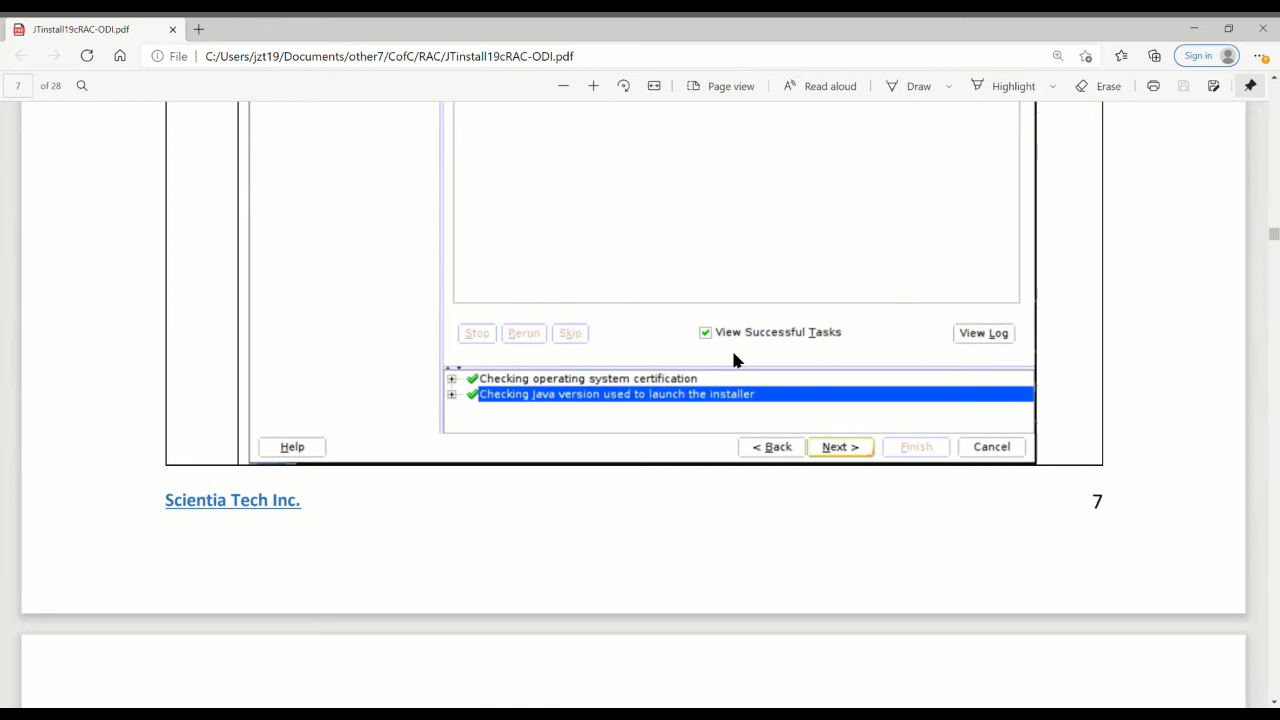 JTinstall19cRAC-ODI.pdf
File
C:/Users/jzt19/Documents/other7/CofC/RAC/JTinstall19cRAC-ODI.pdf
Sign in
7 of 28
Page view
Read aloud
Draw
Highlight
Erase
Stop
Rerun
Skip
View Successful Tasks
View Log
Checking operating system certification
Checking Java version used to launch the installer
Help
< Back
Next >
Finish
Cancel
Scientia Tech Inc.
7